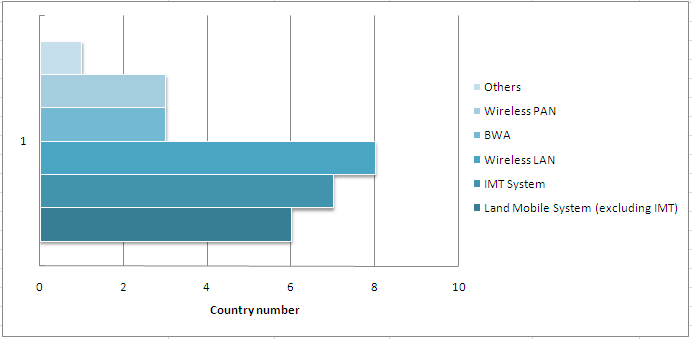 Others
Wireless PAN
BWA
1
Wireless LAN
IMT System
Land Mobile System (excluding IMT)
0 2 4 6 8 10
Country number